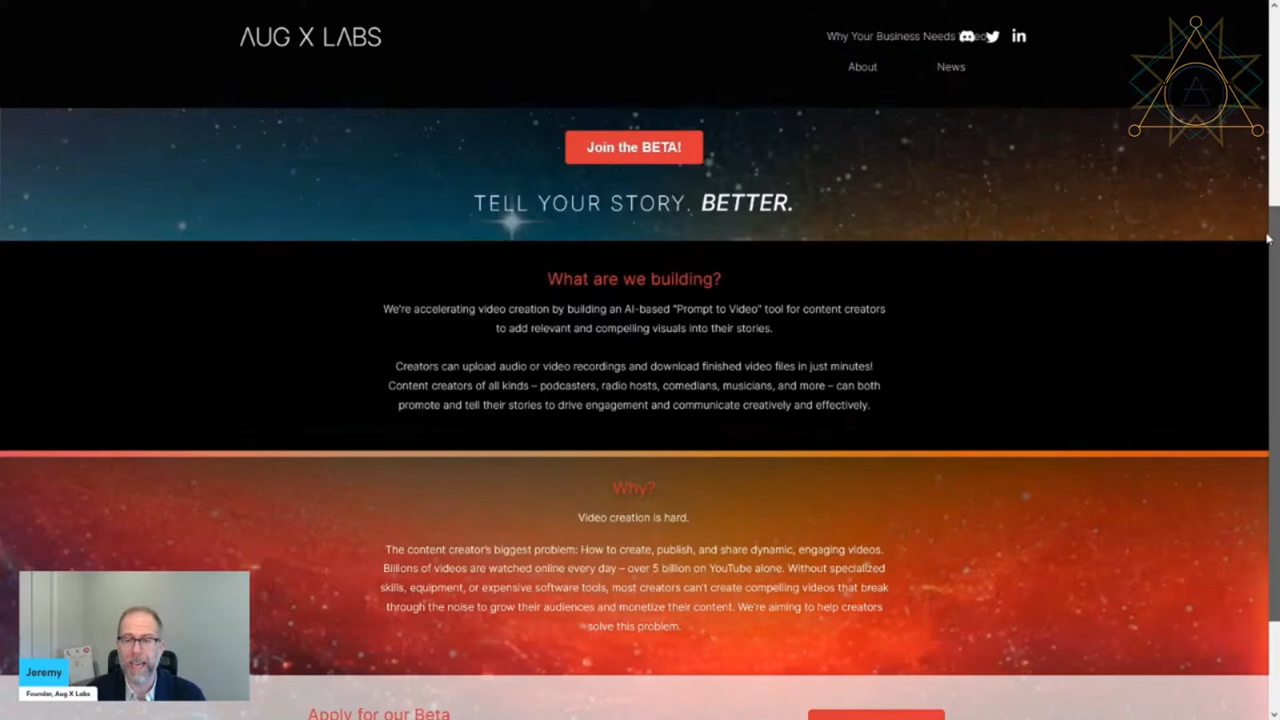 AUG X LABS
Why Your Business Needs
About
News
Join the BETA!
TELL YOUR STORY. BETTER.
What are we building?
We're accelerating video creation by building an AI-based "Prompt to Video" tool for content creators
to add relevant and compelling visuals into their stories.
Creators can upload audio or video recordings and download finished video files in just minutes!
Content creators of all kinds – podcasters, radio hosts, comedians, musicians, and more – can both
promote and tell their stories to drive engagement and communicate creatively and effectively.
Why?
Video creation is hard.
The content creator's biggest problem: How to create, publish, and share dynamic, engaging videos.
Billions of videos are watched online every day – over 5 billion on YouTube alone. Without specialized
skills, equipment, or expensive software tools, most creators can't create compelling videos that break
through the noise to grow their audiences and monetize their content. We're aiming to help creators
solve this problem.
Jeremy
Founder, Aug X Labs
Apply for our Beta